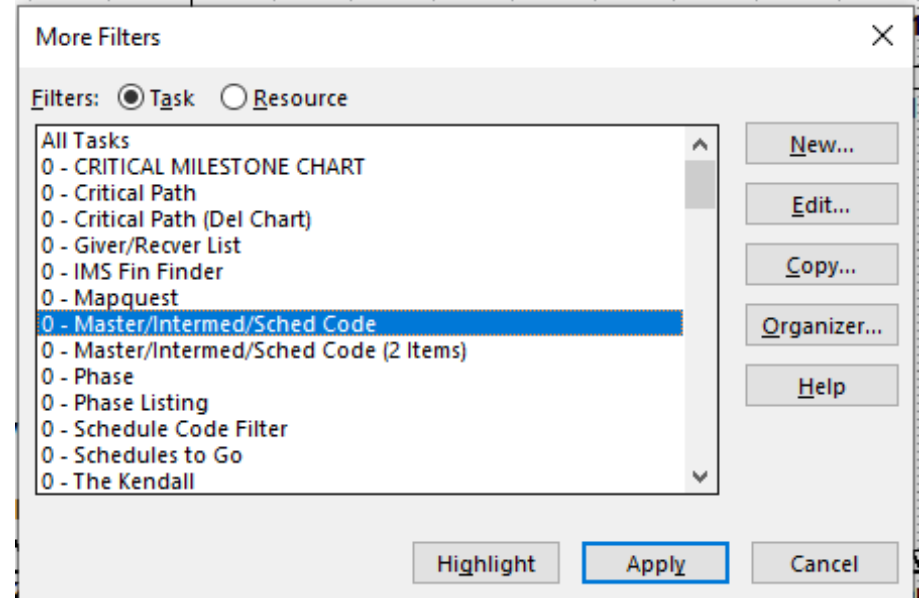 More Filters
Filters: Task Resource
All Tasks
0 - CRITICAL MILESTONE CHART
0 - Critical Path
0 - Critical Path (Del Chart)
0 - Giver/Recver List
0 - IMS Fin Finder
0 - Mapquest
0 - Master/Intermed/Sched Code
0 - Master/Intermed/Sched Code (2 Items)
0 - Phase
0 - Phase Listing
0 - Schedule Code Filter
0 - Schedules to Go
0 - The Kendall
New...
Edit...
Copy...
Organizer...
Help
Highlight Apply Cancel